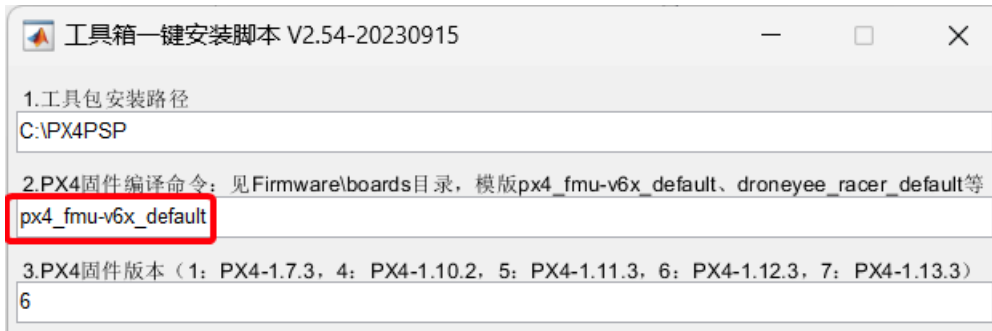 工具箱一键安装脚本 V2.54-20230915
1.工具包安装路径
C:\PX4PSP
2.PX4固件编译命令：见Firmware\boards目录，模版px4_fmu-v6x_default、droneyee_racer_default等
px4_fmu-v6x_default
3.PX4固件版本（1：PX4-1.7.3，4：PX4-1.10.2，5：PX4-1.11.3，6：PX4-1.12.3，7：PX4-1.13.3）
6